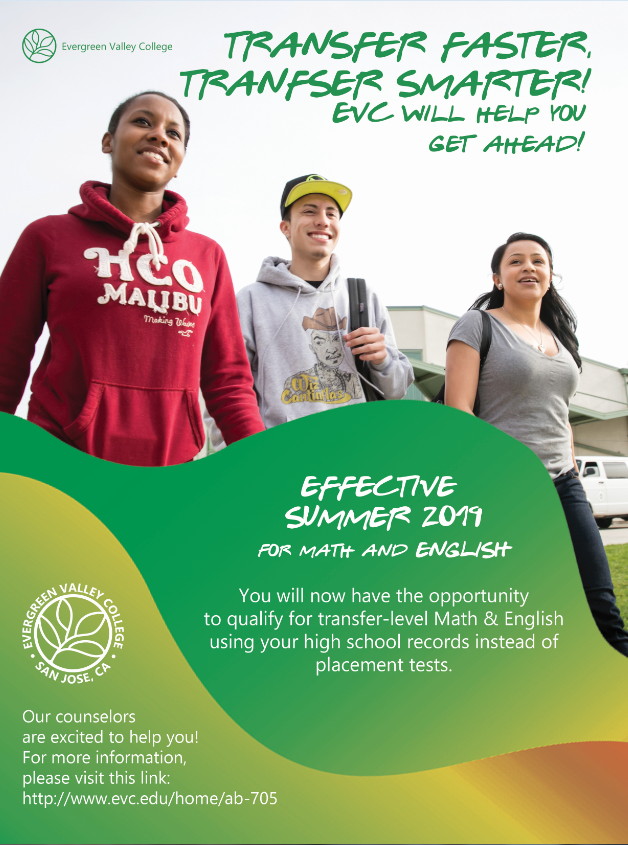 Evergreen Valley College
TRANSFER FASTER,
TRANFSER SMARTER!
EVC WILL HELP YOU
GET AHEAD!
HCO
MALIBU
EFFECTIVE
SUMMER 2019
FOR MATH AND ENGLISH
You will now have the opportunity
to qualify for transfer-level Math & English
using your high school records instead of
placement tests.
EVERGREEN VALLEY COLLEGE
• SAN JOSE, CA •
Our counselors
are excited to help you!
For more information,
please visit this link:
http://www.evc.edu/home/ab-705